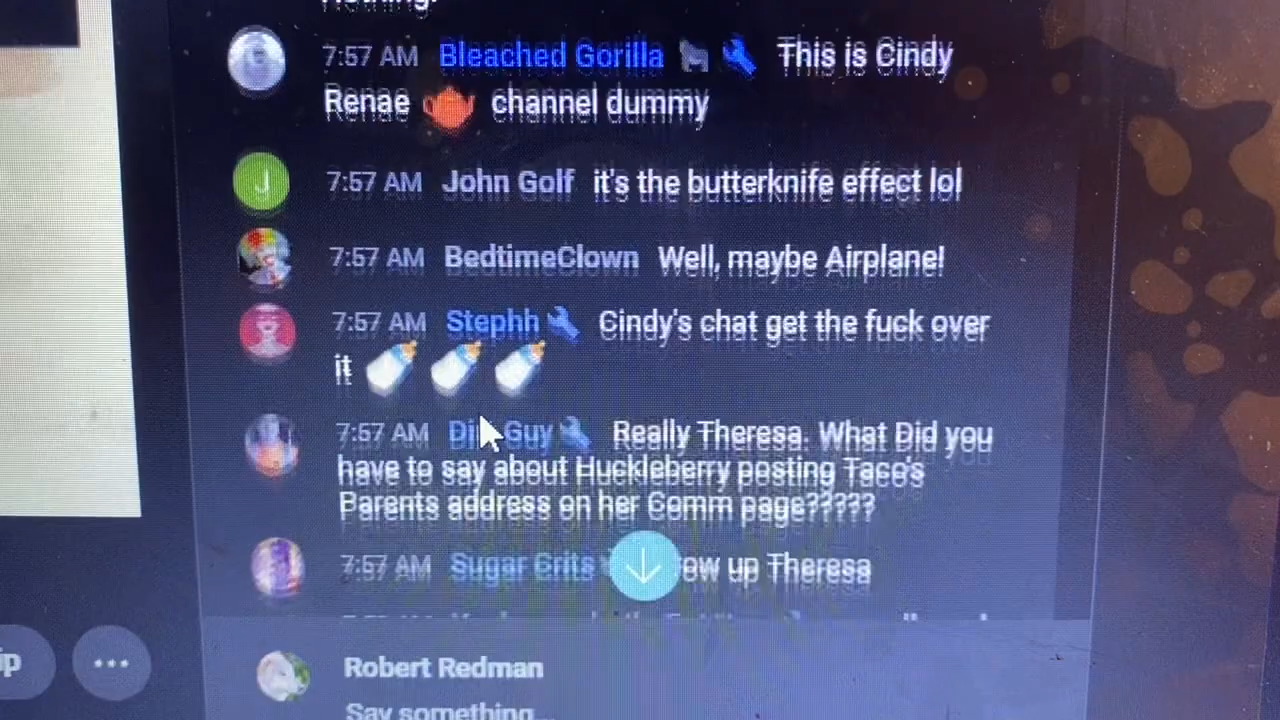 Nothing.
7:57 AM Bleached Gorilla This is Cindy
Renae channel dummy
J 7:57 AM John Golf it's the butterknife effect lol
7:57 AM BedtimeClown Well, maybe Airplane!
7:57 AM Stephh Cindy's chat get the fuck over
it
7:57 AM Guy Really Theresa. What Did you
have to say about Huckleberry posting Taco's
Parents address on her Comm page?????
7:57 AM Sugar Grits ow up Theresa
ip
Robert Redman
Say something...